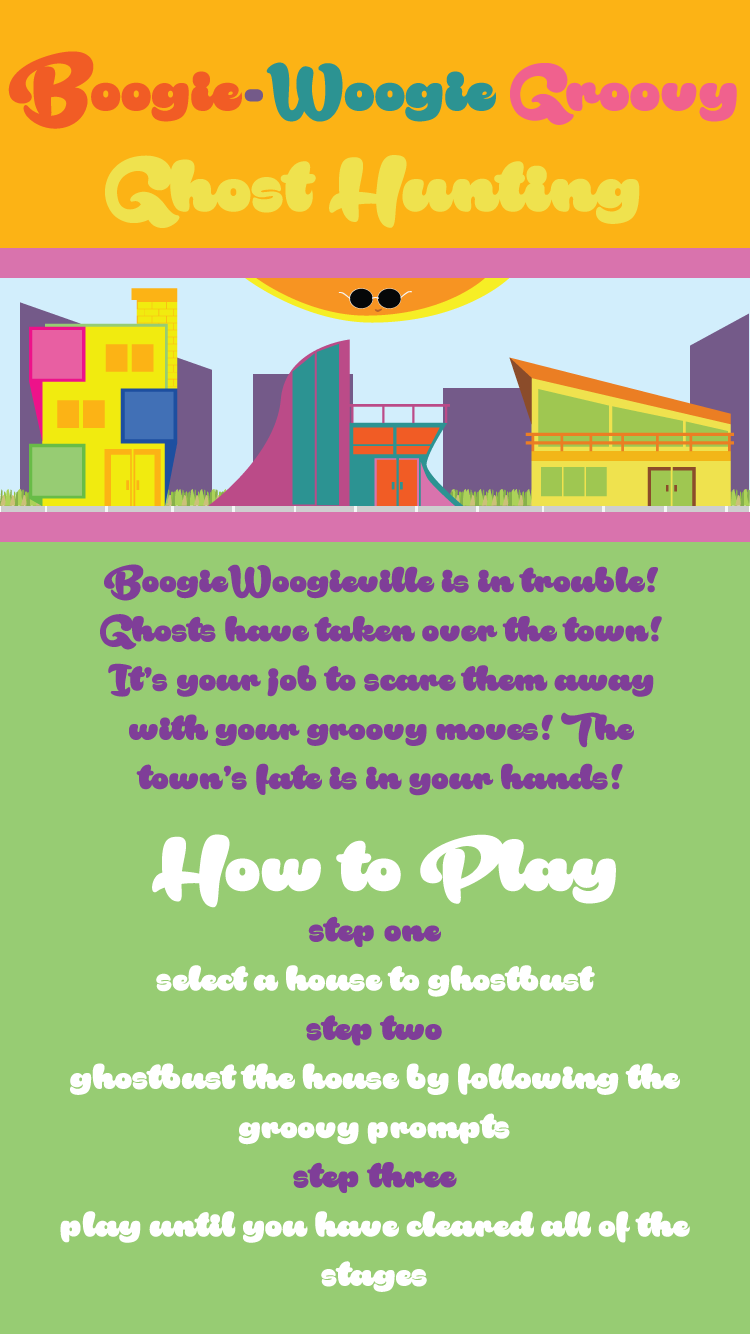 Boogie-Woogie Groovy
Ghost Hunting
BoogieWoogieville is in trouble!
Ghosts have taken over the town!
It's your job to scare them away
with your groovy moves! The
town's fate is in your hands!
How to Play
step one
select a house to ghostbust
step two
ghostbust the house by following the
groovy prompts
step three
play until you have cleared all of the
stages